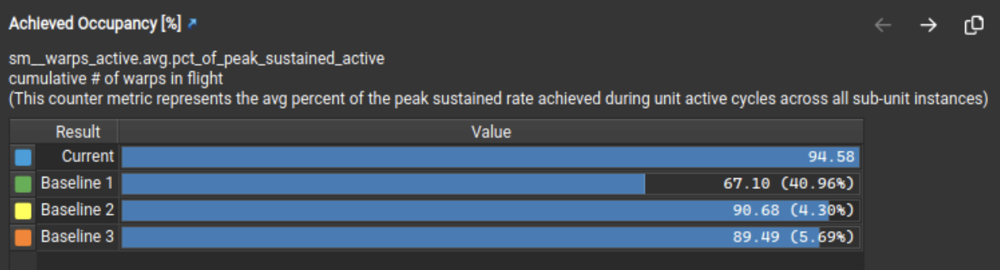 Achieved Occupancy [%]
sm__warps_active.avg.pct_of_peak_sustained_active
cumulative # of warps in flight
(This counter metric represents the avg percent of the peak sustained rate achieved during unit active cycles across all sub-unit instances)
Result Value
Current 94.58
Baseline 1 67.10 (40.96%)
Baseline 2 90.68 (4.30%)
Baseline 3 89.49 (5.69%)